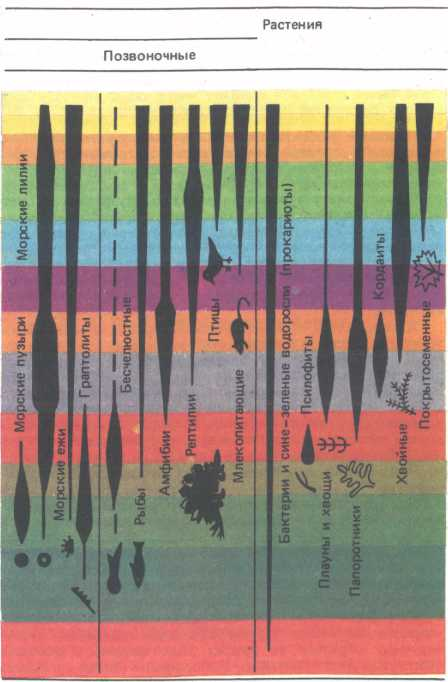 Растения
Позвоночные
Морские пузыри
Морские лилии
Морские ежи
Граптолиты
Бесчелюстные
Рыбы
Амфибии
Рептилии
Птицы
Млекопитающие
Бактерии и сине-зеленые водоросли (прокариоты)
Псилофиты
Плауны и хвощи
Папоротники
Кордаиты
Хвойные
Покрытосеменные